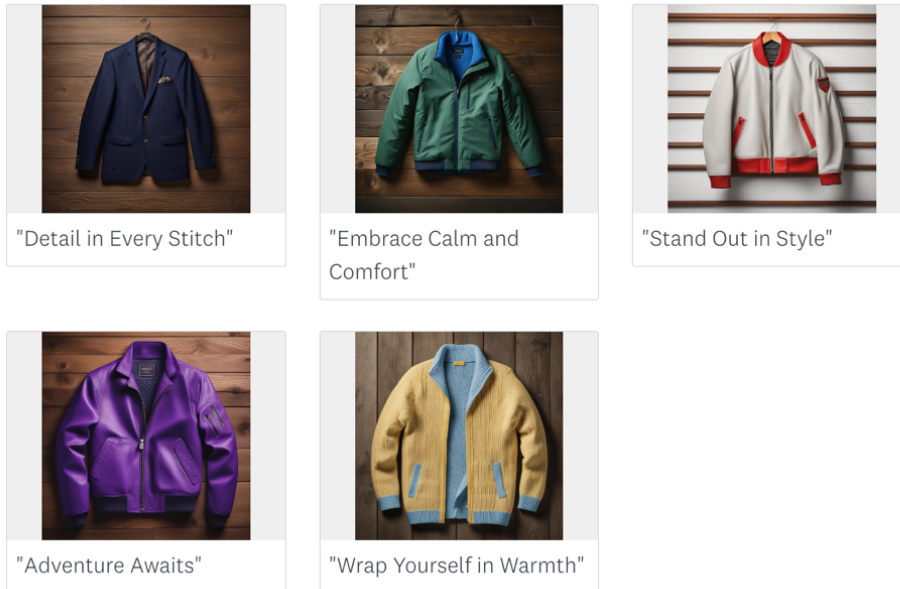 "Detail in Every Stitch"
"Embrace Calm and
Comfort"
"Stand Out in Style"
"Adventure Awaits"
"Wrap Yourself in Warmth"